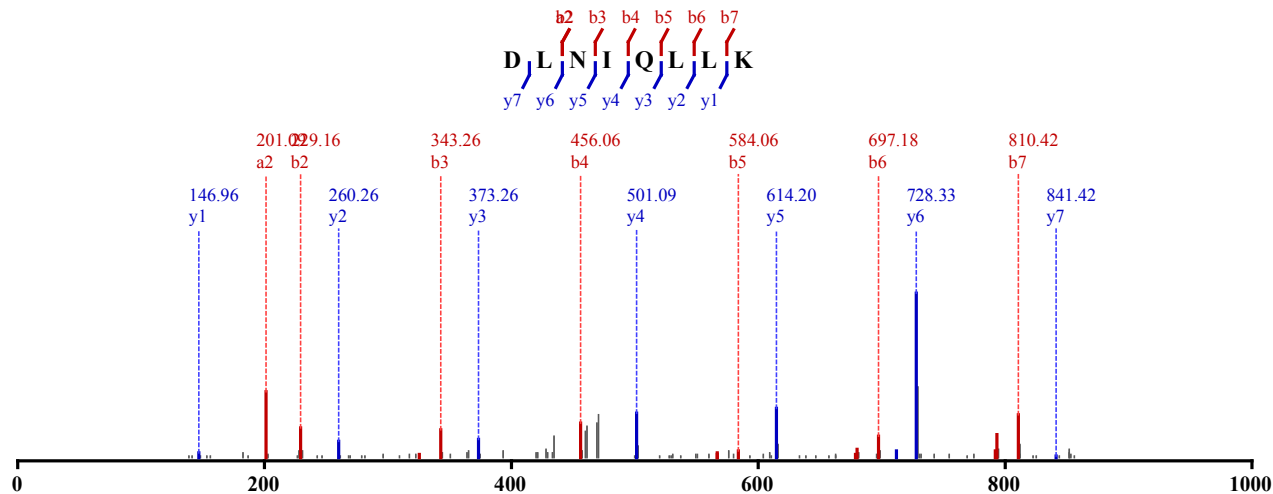 a2 b2 b3 b4 b5 b6 b7
D L N I Q L L K
y7 y6 y5 y4 y3 y2 y1
201.09 229.16 343.26 456.06 584.06 697.18 810.42
a2 b2 b3 b4 b5 b6 b7
146.96 260.26 373.26 501.09 614.20 728.33 841.42
y1 y2 y3 y4 y5 y6 y7
0 200 400 600 800 1000